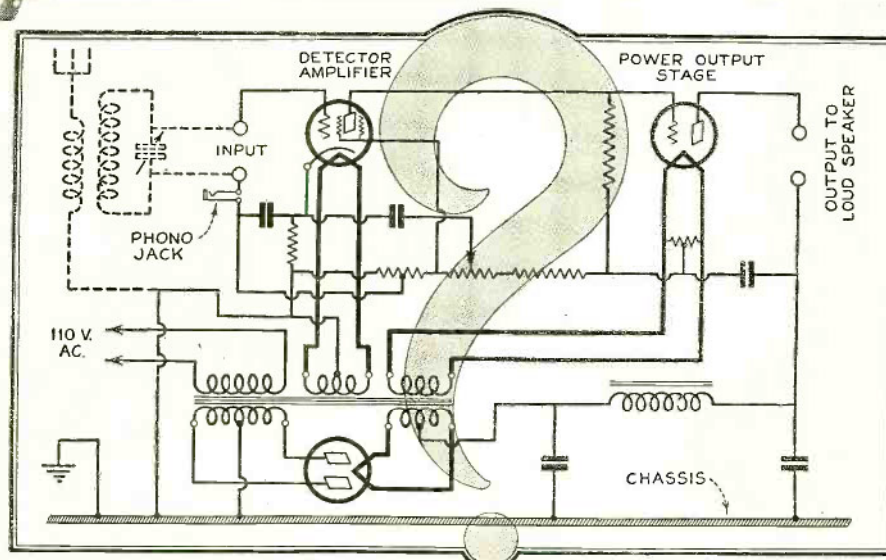 DETECTOR
AMPLIFIER
POWER OUTPUT
STAGE
INPUT
OUTPUT TO
LOUD SPEAKER
PHONO
JACK
110 V.
AC.
CHASSIS